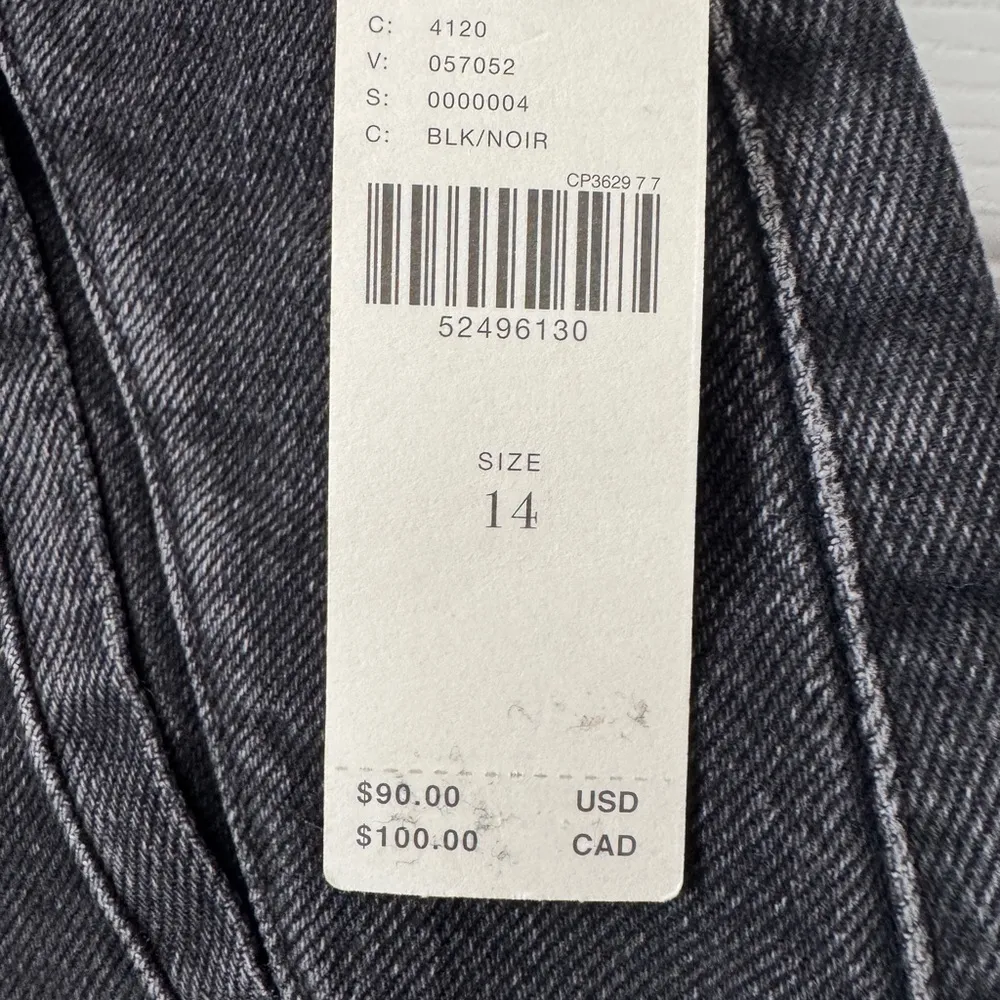 C: 4120
V: 057052
S: 0000004
C: BLK/NOIR
CP3629 7 7
52496130
SIZE
14
$90.00 USD
$100.00 CAD